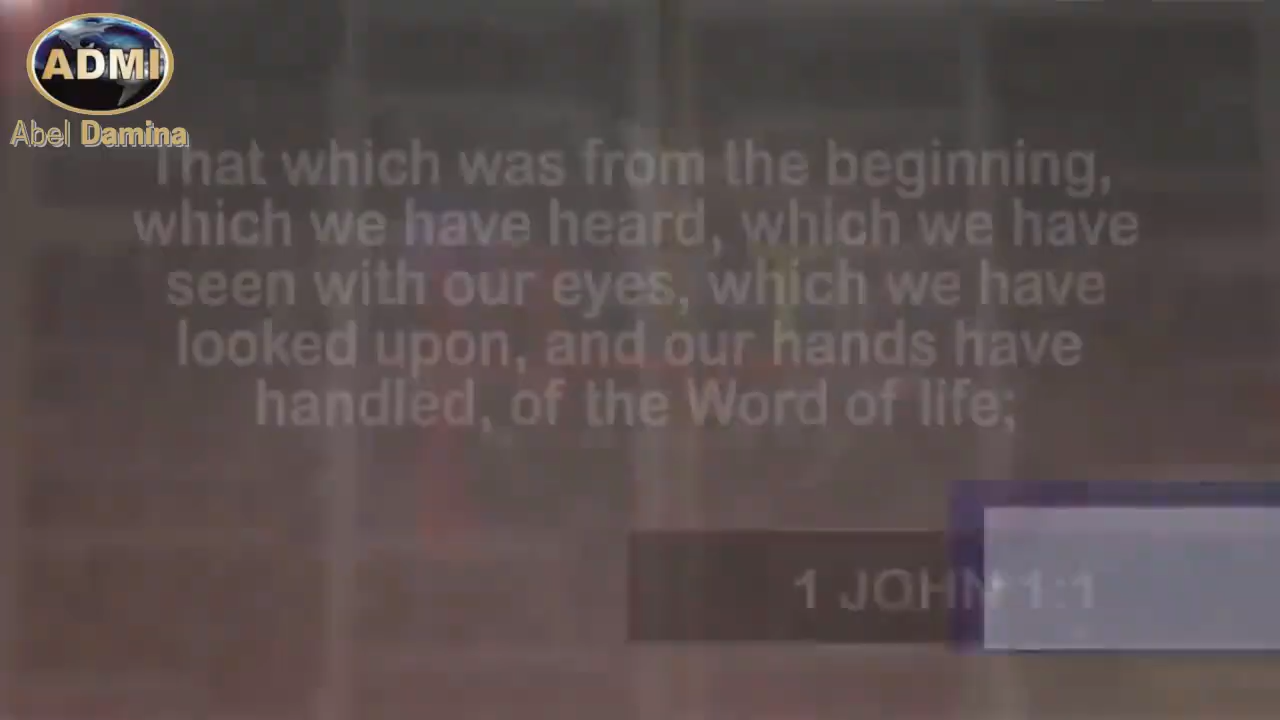 ADMI
Abel Damina
That which was from the beginning,
which we have heard, which we have
seen with our eyes, which we have
looked upon, and our hands have
handled, of the Word of life;
1 JOHN 1:1